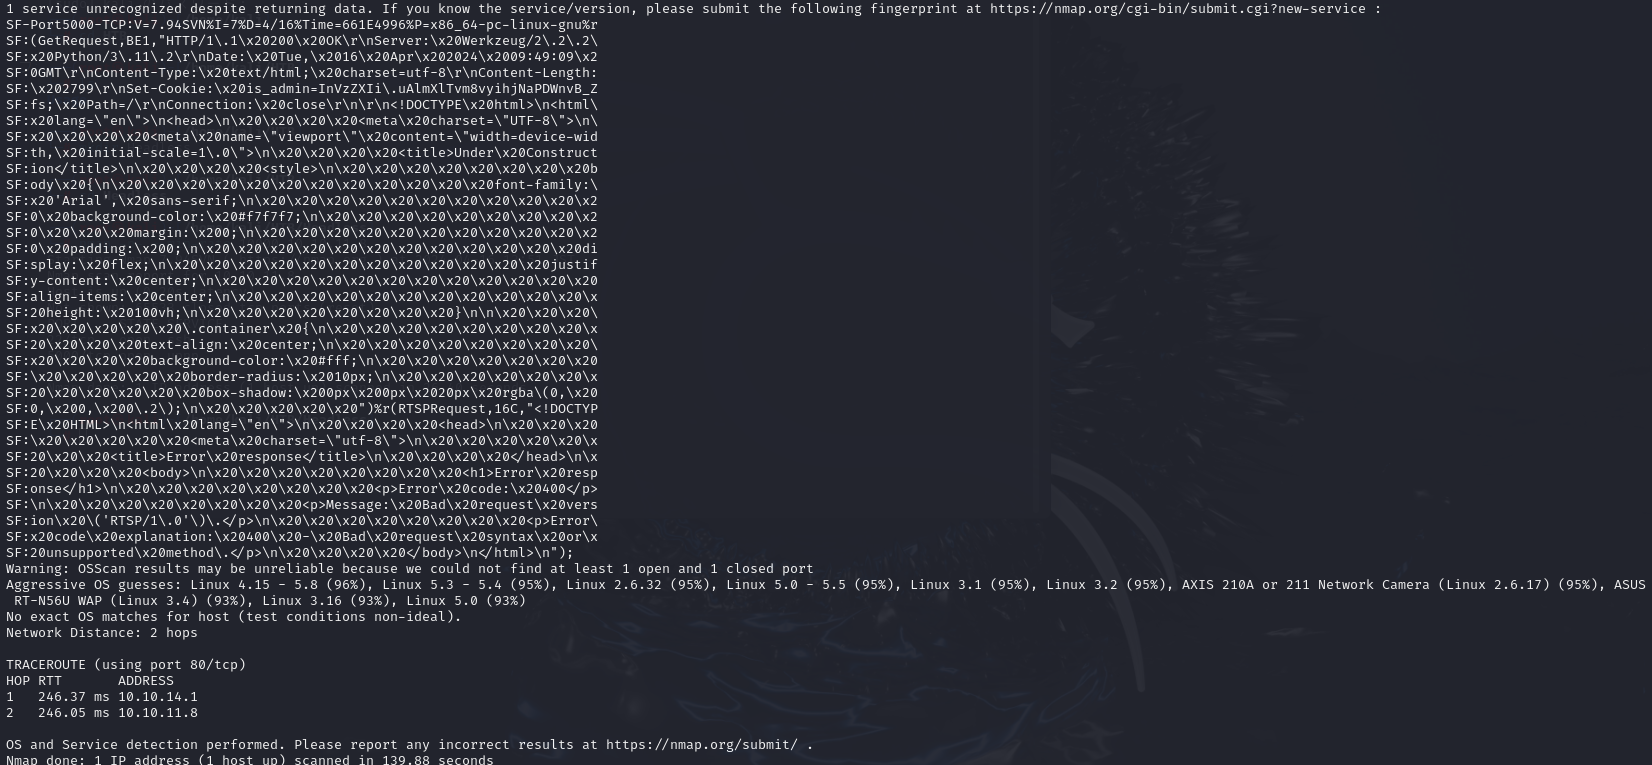 1 service unrecognized despite returning data. If you know the service/version, please submit the following fingerprint at https://nmap.org/cgi-bin/submit.cgi?new-service :
SF-Port5000-TCP:V=7.94SVN%I=7%D=4/16%Time=661E4996%P=x86_64-pc-linux-gnu%r
SF:(GetRequest,BE1,"HTTP/1\.1\x20200\x20OK\r\nServer:\x20Werkzeug/2\.2\.2\
SF:x20Python/3\.11\.2\r\nDate:\x20Tue,\x2016\x20Apr\x202024\x2009:49:09\x2
SF:0GMT\r\nContent-Type:\x20text/html;\x20charset=utf-8\r\nContent-Length:
SF:\x202799\r\nSet-Cookie:\x20is_admin=InVzZXIi\.uAlmXlTvm8vyihjNaPDWnvB_Z
SF:fs;\x20Path=/\r\nConnection:\x20close\r\n\r\n<!DOCTYPE\x20html>\n<html\
SF:x20lang=\"en\">\n<head>\n\x20\x20\x20\x20<meta\x20charset=\"UTF-8\">\n\
SF:x20\x20\x20\x20<meta\x20name=\"viewport\"\x20content=\"width=device-wid
SF:th,\x20initial-scale=1\.0\">\n\x20\x20\x20\x20<title>Under\x20Construct
SF:ion</title>\n\x20\x20\x20\x20<style>\n\x20\x20\x20\x20\x20\x20\x20\x20b
SF:ody\x20{\n\x20\x20\x20\x20\x20\x20\x20\x20\x20\x20\x20\x20font-family:\
SF:x20'Arial',\x20sans-serif;\n\x20\x20\x20\x20\x20\x20\x20\x20\x20\x20\x2
SF:0\x20background-color:\x20#f7f7f7;\n\x20\x20\x20\x20\x20\x20\x20\x20\x2
SF:0\x20\x20\x20margin:\x200;\n\x20\x20\x20\x20\x20\x20\x20\x20\x20\x20\x2
SF:0\x20padding:\x200;\n\x20\x20\x20\x20\x20\x20\x20\x20\x20\x20\x20\x20di
SF:splay:\x20flex;\n\x20\x20\x20\x20\x20\x20\x20\x20\x20\x20\x20\x20justif
SF:y-content:\x20center;\n\x20\x20\x20\x20\x20\x20\x20\x20\x20\x20\x20\x20
SF:align-items:\x20center;\n\x20\x20\x20\x20\x20\x20\x20\x20\x20\x20\x20\x
SF:20height:\x20100vh;\n\x20\x20\x20\x20\x20\x20\x20\x20}\n\n\x20\x20\x20\
SF:x20\x20\x20\x20\x20\.container\x20{\n\x20\x20\x20\x20\x20\x20\x20\x20\x
SF:20\x20\x20\x20text-align:\x20center;\n\x20\x20\x20\x20\x20\x20\x20\x20\
SF:x20\x20\x20\x20background-color:\x20#fff;\n\x20\x20\x20\x20\x20\x20\x20
SF:\x20\x20\x20\x20\x20border-radius:\x2010px;\n\x20\x20\x20\x20\x20\x20\x
SF:20\x20\x20\x20\x20\x20box-shadow:\x200px\x200px\x2020px\x20rgba\(0,\x20
SF:0,\x200,\x200\.2\);\n\x20\x20\x20\x20\x20")%r(RTSPRequest,16C,"<!DOCTYP
SF:E\x20HTML>\n<html\x20lang=\"en\">\n\x20\x20\x20\x20<head>\n\x20\x20\x20
SF:\x20\x20\x20\x20\x20<meta\x20charset=\"utf-8\">\n\x20\x20\x20\x20\x20\x
SF:20\x20\x20<title>Error\x20response</title>\n\x20\x20\x20\x20</head>\n\x
SF:20\x20\x20\x20<body>\n\x20\x20\x20\x20\x20\x20\x20\x20<h1>Error\x20resp
SF:onse</h1>\n\x20\x20\x20\x20\x20\x20\x20\x20<p>Error\x20code:\x20400</p>
SF:\n\x20\x20\x20\x20\x20\x20\x20\x20<p>Message:\x20Bad\x20request\x20vers
SF:ion\x20\('RTSP/1\.0'\)\.</p>\n\x20\x20\x20\x20\x20\x20\x20\x20<p>Error\
SF:x20code\x20explanation:\x20400\x20-\x20Bad\x20request\x20syntax\x20or\x
SF:20unsupported\x20method\.</p>\n\x20\x20\x20\x20</body>\n</html>\n");
Warning: OSScan results may be unreliable because we could not find at least 1 open and 1 closed port
Aggressive OS guesses: Linux 4.15 - 5.8 (96%), Linux 5.3 - 5.4 (95%), Linux 2.6.32 (95%), Linux 5.0 - 5.5 (95%), Linux 3.1 (95%), Linux 3.2 (95%), AXIS 210A or 211 Network Camera (Linux 2.6.17) (95%), ASUS
RT-N56U WAP (Linux 3.4) (93%), Linux 3.16 (93%), Linux 5.0 (93%)
No exact OS matches for host (test conditions non-ideal).
Network Distance: 2 hops
TRACEROUTE (using port 80/tcp)
HOP RTT ADDRESS
1 246.37 ms 10.10.14.1
2 246.05 ms 10.10.11.8
OS and Service detection performed. Please report any incorrect results at https://nmap.org/submit/ .
Nmap done: 1 IP address (1 host up) scanned in 139.88 seconds